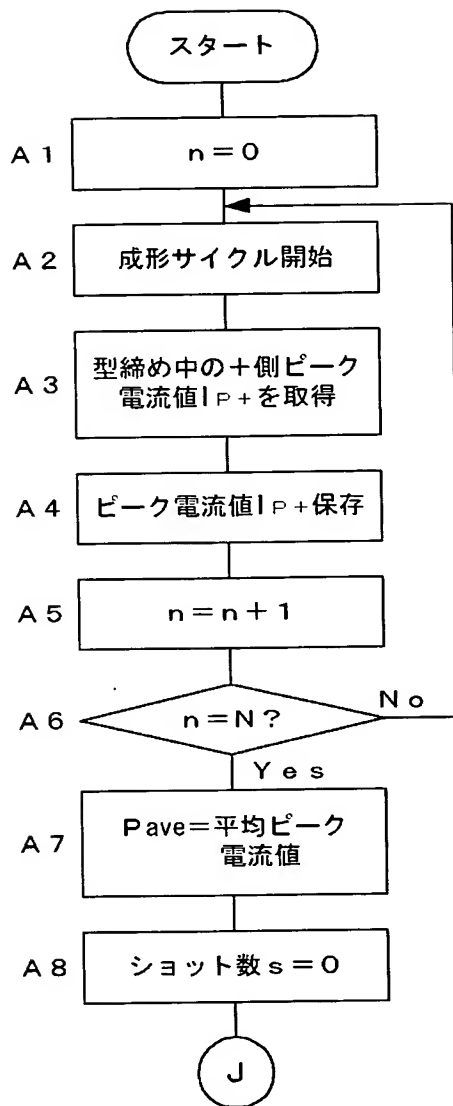 スタート
A1
n=0
A2
成形サイクル開始
A3
型締め中の+側ピーク
電流値IP+を取得
A4
ピーク電流値IP+保存
A5
n=n+1
A6
n=N?
No
Yes
A7
Pave=平均ピーク
電流値
A8
ショット数s=0
J